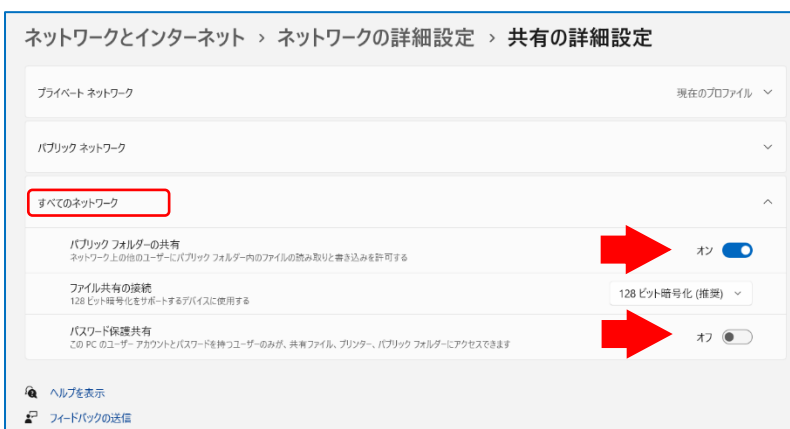 ネットワークとインターネット › ネットワークの詳細設定 › 共有の詳細設定
プライベート ネットワーク 現在のプロファイル
パブリック ネットワーク
すべてのネットワーク
パブリック フォルダーの共有
ネットワーク上の他のユーザーにパブリック フォルダー内のファイルの読み取りと書き込みを許可する
オン
ファイル共有の接続
128 ビット暗号化をサポートするデバイスに使用する
128 ビット暗号化 (推奨)
パスワード保護共有
この PC のユーザー アカウントとパスワードを持つユーザーのみが、共有ファイル、プリンター、パブリック フォルダーにアクセスできます
オフ
ヘルプを表示
フィードバックの送信